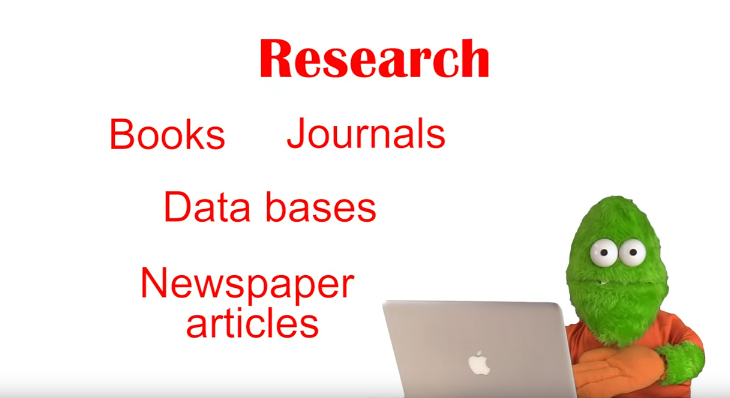 Research
Books Journals
Data bases
Newspaper
articles